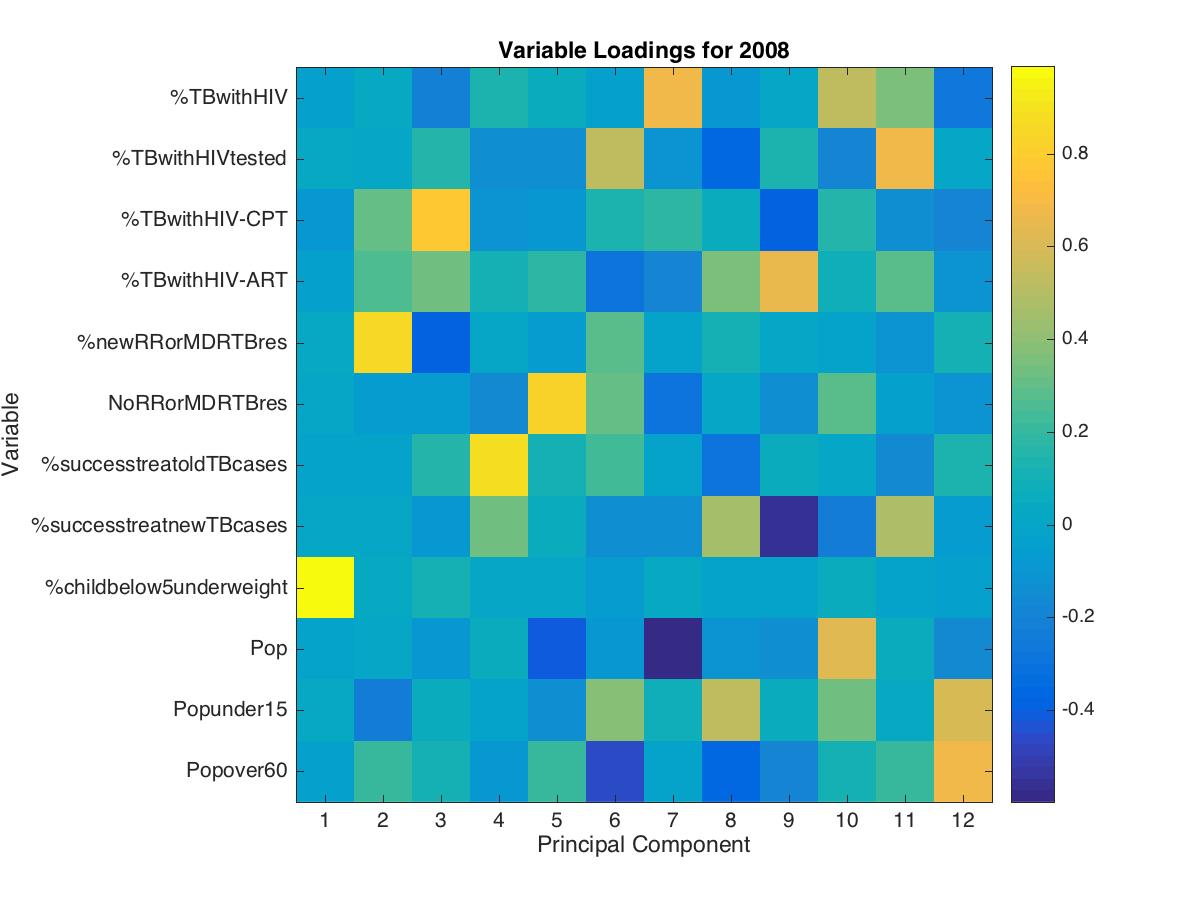 Variable Loadings for 2008
%TBwithHIV
%TBwithHIVtested
%TBwithHIV-CPT
%TBwithHIV-ART
%newRRorMDRTBres
NoRRorMDRTBres
%successtreatoldTBcases
%successtreatnewTBcases
%childbelow5underweight
Pop
Popunder15
Popover60
Variable
1 2 3 4 5 6 7 8 9 10 11 12
Principal Component
0.8
0.6
0.4
0.2
0
-0.2
-0.4